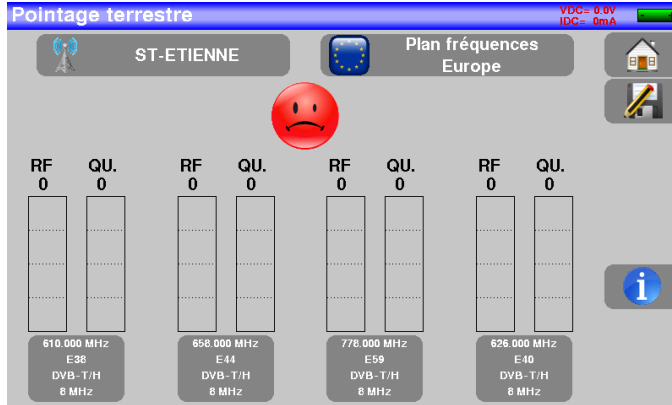 Pointage terrestre
VDC= 0.0V
IDC= 0mA
ST-ETIENNE
Plan fréquences
Europe
RF QU. RF QU. RF QU. RF QU.
0 0 0 0 0 0 0 0
610.000 MHz 658.000 MHz 778.000 MHz 626.000 MHz
E38 E44 E59 E40
DVB-T/H DVB-T/H DVB-T/H DVB-T/H
8 MHz 8 MHz 8 MHz 8 MHz
i